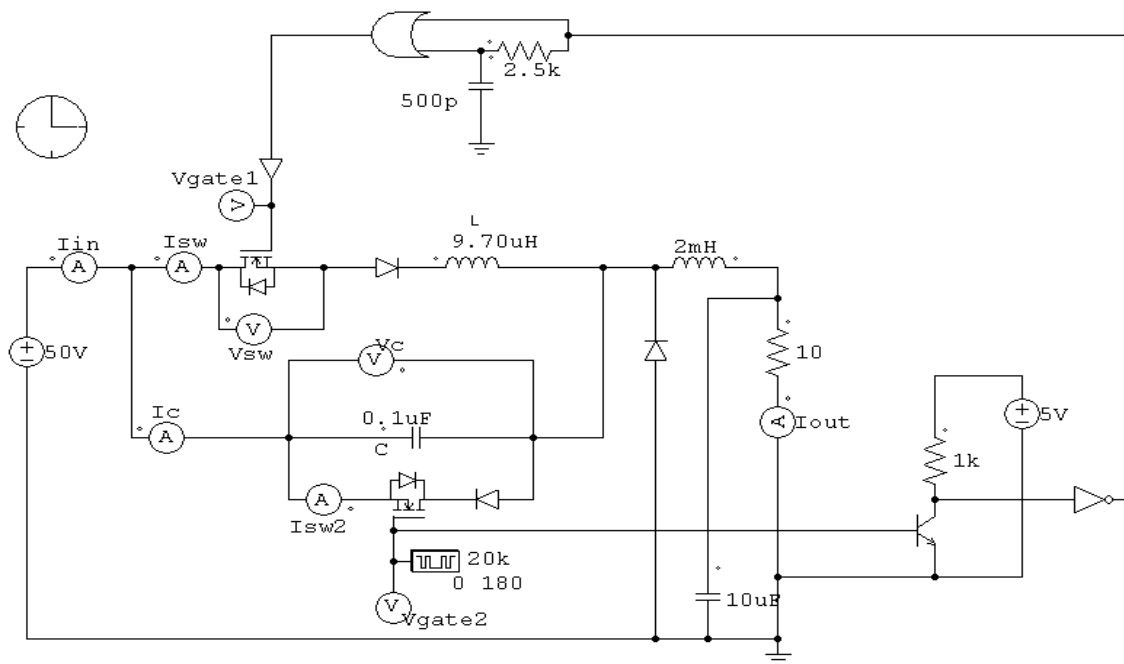 2.5k
500p
Vgate1
V
L
9.70uH
2mH
Iin
Isw
A
A
50V
V
Vsw
Vc
V
10
Ic
A
0.1uF
C
A
Iout
5V
1k
A
Isw2
20k
0 180
V
Vgate2
10uF